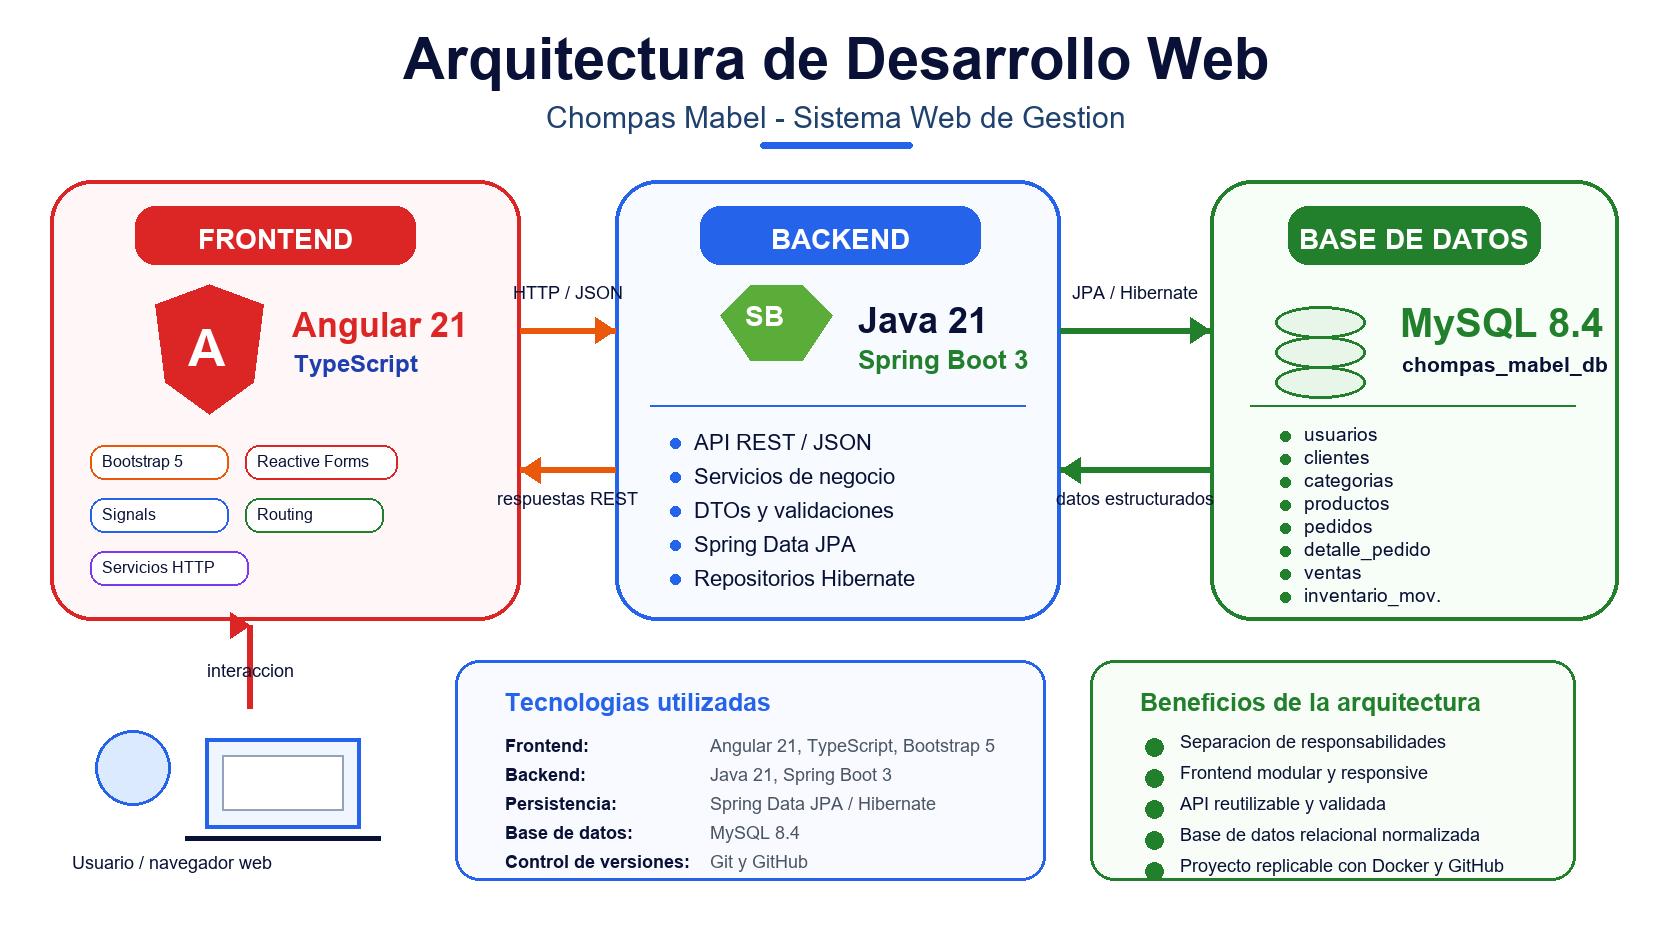 Arquitectura de Desarrollo Web
Chompas Mabel - Sistema Web de Gestion
FRONTEND
A
Angular 21
TypeScript
Bootstrap 5
Reactive Forms
Signals
Routing
Servicios HTTP
HTTP / JSON
respuestas REST
BACKEND
SB
Java 21
Spring Boot 3
API REST / JSON
Servicios de negocio
DTOs y validaciones
Spring Data JPA
Repositorios Hibernate
JPA / Hibernate
datos estructurados
BASE DE DATOS
MySQL 8.4
chompas_mabel_db
usuarios
clientes
categorias
productos
pedidos
detalle_pedido
ventas
inventario_mov.
interaccion
Usuario / navegador web
Tecnologias utilizadas
Frontend: Angular 21, TypeScript, Bootstrap 5
Backend: Java 21, Spring Boot 3
Persistencia: Spring Data JPA / Hibernate
Base de datos: MySQL 8.4
Control de versiones: Git y GitHub
Beneficios de la arquitectura
Separacion de responsabilidades
Frontend modular y responsive
API reutilizable y validada
Base de datos relacional normalizada
Proyecto replicable con Docker y GitHub